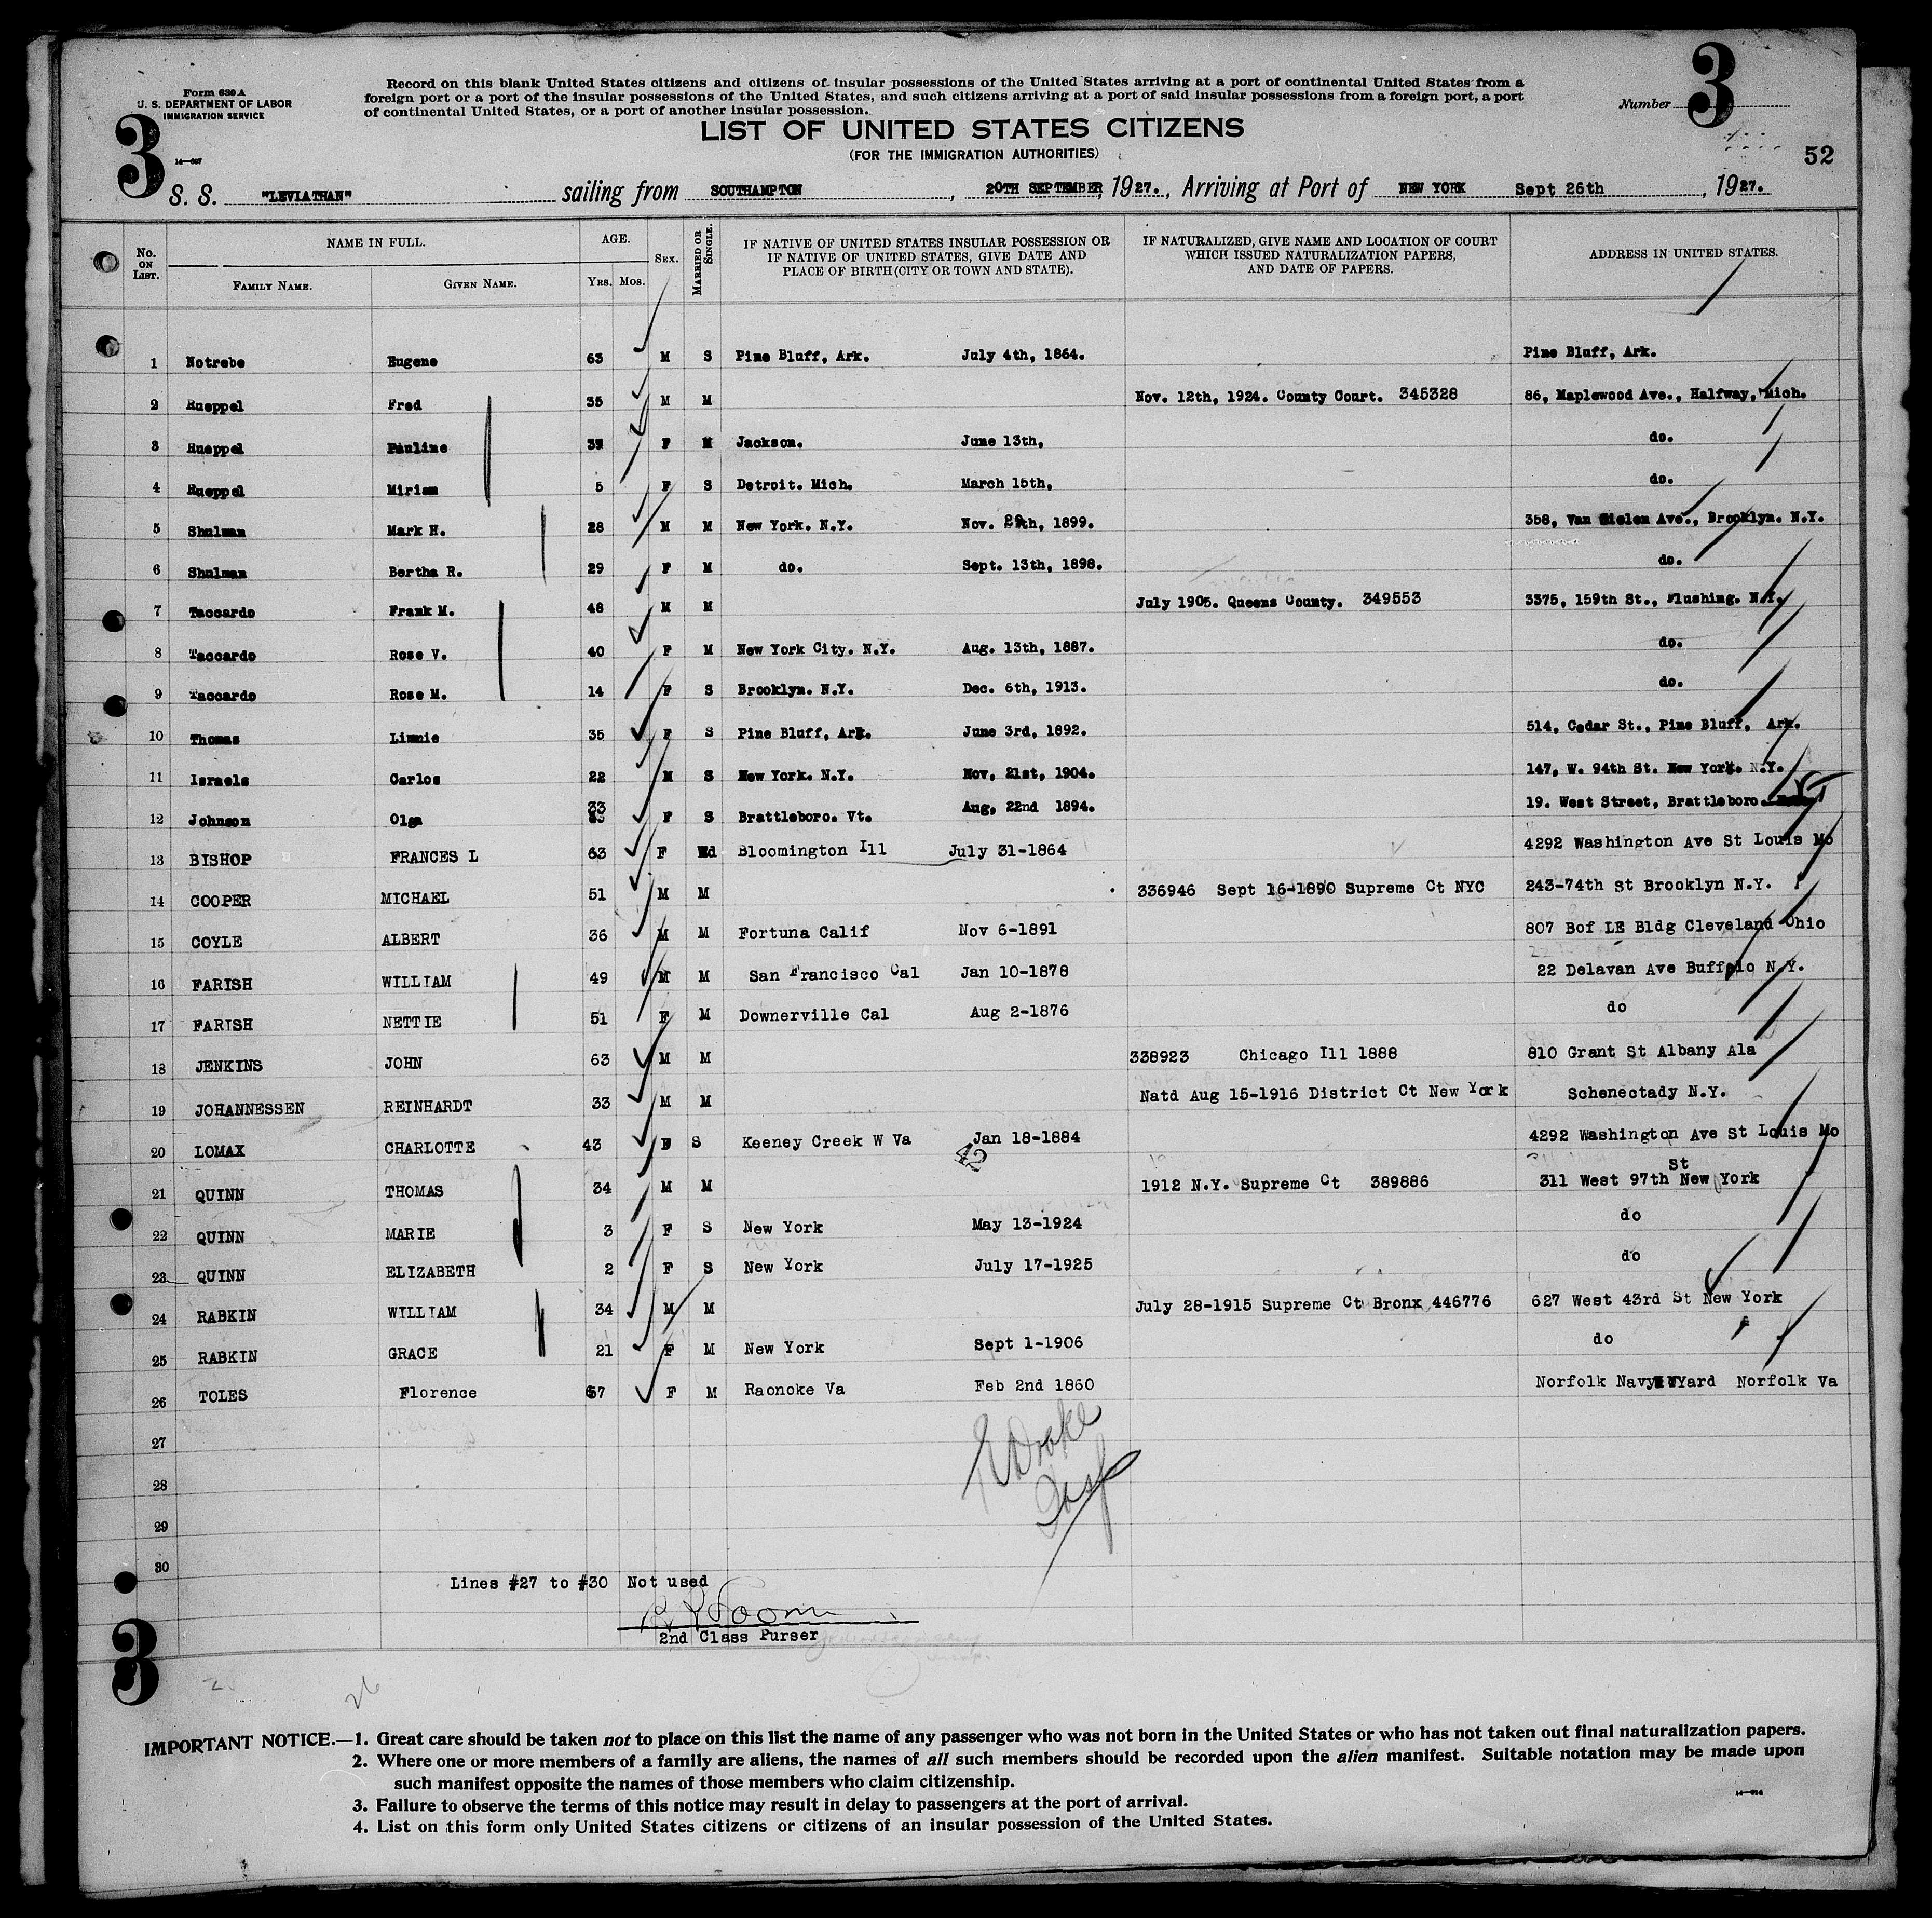 Form 630 A
U. S. DEPARTMENT OF LABOR
IMMIGRATION SERVICE
14—607
Record on this blank United States citizens and citizens of insular possessions of the United States arriving at a port of continental United States from a
foreign port or a port of the insular possessions of the United States, and such citizens arriving at a port of said insular possessions from a foreign port, a port
of continental United States, or a port of another insular possession.
Number 3
3
52
LIST OF UNITED STATES CITIZENS
(FOR THE IMMIGRATION AUTHORITIES)
S. S. "LEVIATHAN" sailing from SOUTHAMPTON, 20TH SEPTEMBER, 1927., Arriving at Port of NEW YORK Sept 26th, 1927.
No. ON LIST. NAME IN FULL. FAMILY NAME. GIVEN NAME. AGE. YRS. MOS. SEX. MARRIED OR SINGLE. IF NATIVE OF UNITED STATES INSULAR POSSESSION OR IF NATIVE OF UNITED STATES, GIVE DATE AND PLACE OF BIRTH (CITY OR TOWN AND STATE). IF NATURALIZED, GIVE NAME AND LOCATION OF COURT WHICH ISSUED NATURALIZATION PAPERS, AND DATE OF PAPERS. ADDRESS IN UNITED STATES.
1 Notrebe Eugene 63 M S Pine Bluff, Ark. July 4th, 1864. Pine Bluff, Ark.
2 Rueppel Fred 35 M M Nov. 12th, 1924. County Court. 345328 86, Maplewood Ave., Halfway, Mich.
3 Rueppel Pauline F M Jackson. June 13th, do.
4 Rueppel Miriam 5 F S Detroit. Mich. March 15th, do.
5 Shulman Mark H. 28 M M New York. N.Y. Nov. 29th, 1899. 358, Van Sielen Ave., Brooklyn. N.Y.
6 Shulman Bertha R. 29 F M do. Sept. 13th, 1898. do.
7 Taccardo Frank M. 48 M M July 1905. Queens County. 349553 3375, 159th St., Flushing. N.Y.
8 Taccardo Rose V. 40 F M New York City. N.Y. Aug. 13th, 1887. do.
9 Taccardo Rose M. 14 F S Brooklyn. N.Y. Dec. 6th, 1913. do.
10 Thomas Linnie 35 F S Pine Bluff, Ark. June 3rd, 1892. 514, Cedar St., Pine Bluff, Ark.
11 Israels Carlos 22 M S New York. N.Y. Nov, 21st, 1904. 147, W. 94th St. New York. N.Y.
12 Johnson Olga 33 F S Brattleboro. Vt. Aug, 22nd 1894. 19. West Street, Brattleboro.
13 BISHOP FRANCES L 63 F Wd Bloomington Ill July 31-1864 4292 Washington Ave St Louis Mo
14 COOPER MICHAEL 51 M M 336946 Sept 16-1890 Supreme Ct NYC 243-74th St Brooklyn N.Y.
15 COYLE ALBERT 36 M M Fortuna Calif Nov 6-1891 807 Bof LE Bldg Cleveland Ohio
16 FARISH WILLIAM 49 M M San Francisco Cal Jan 10-1878 22 Delavan Ave Buffalo N.Y.
17 FARISH NETTIE 51 F M Downerville Cal Aug 2-1876 do
18 JENKINS JOHN 63 M M 338923 Chicago Ill 1888 810 Grant St Albany Ala
19 JOHANNESSEN REINHARDT 33 M M Natd Aug 15-1916 District Ct New York Schenectady N.Y.
20 LOMAX CHARLOTTE 43 F S Keeney Creek W Va Jan 18-1884 4292 Washington Ave St Louis Mo
42
21 QUINN THOMAS 34 M M 1912 N.Y. Supreme Ct 389886 311 West 97th St New York
22 QUINN MARIE 3 F S New York May 13-1924 do
23 QUINN ELIZABETH 2 F S New York July 17-1925 do
24 RABKIN WILLIAM 34 M M July 28-1915 Supreme Ct Bronx 446776 627 West 43rd St New York
25 RABKIN GRACE 21 F M New York Sept 1-1906 do
26 TOLES Florence 67 F M Raonoke Va Feb 2nd 1860 Norfolk Navy Yard Norfolk Va
27
28
29
30
Drake
Insp
Lines #27 to #30 Not used
2nd Class Purser
3
26
IMPORTANT NOTICE.—1. Great care should be taken not to place on this list the name of any passenger who was not born in the United States or who has not taken out final naturalization papers.
2. Where one or more members of a family are aliens, the names of all such members should be recorded upon the alien manifest. Suitable notation may be made upon
such manifest opposite the names of those members who claim citizenship.
3. Failure to observe the terms of this notice may result in delay to passengers at the port of arrival.
4. List on this form only United States citizens or citizens of an insular possession of the United States.